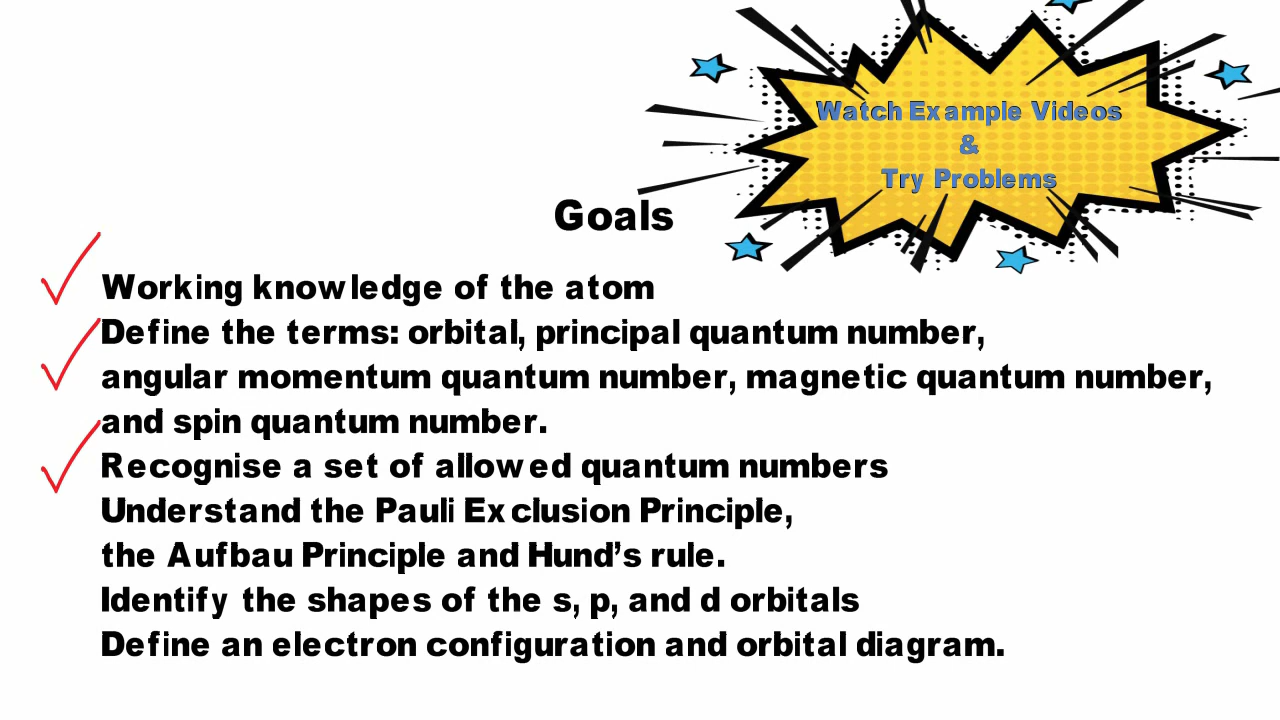 Watch Example Videos
&
Try Problems
Goals
Working knowledge of the atom
Define the terms: orbital, principal quantum number,
angular momentum quantum number, magnetic quantum number,
and spin quantum number.
Recognise a set of allowed quantum numbers
Understand the Pauli Exclusion Principle,
the Aufbau Principle and Hund’s rule.
Identify the shapes of the s, p, and d orbitals
Define an electron configuration and orbital diagram.